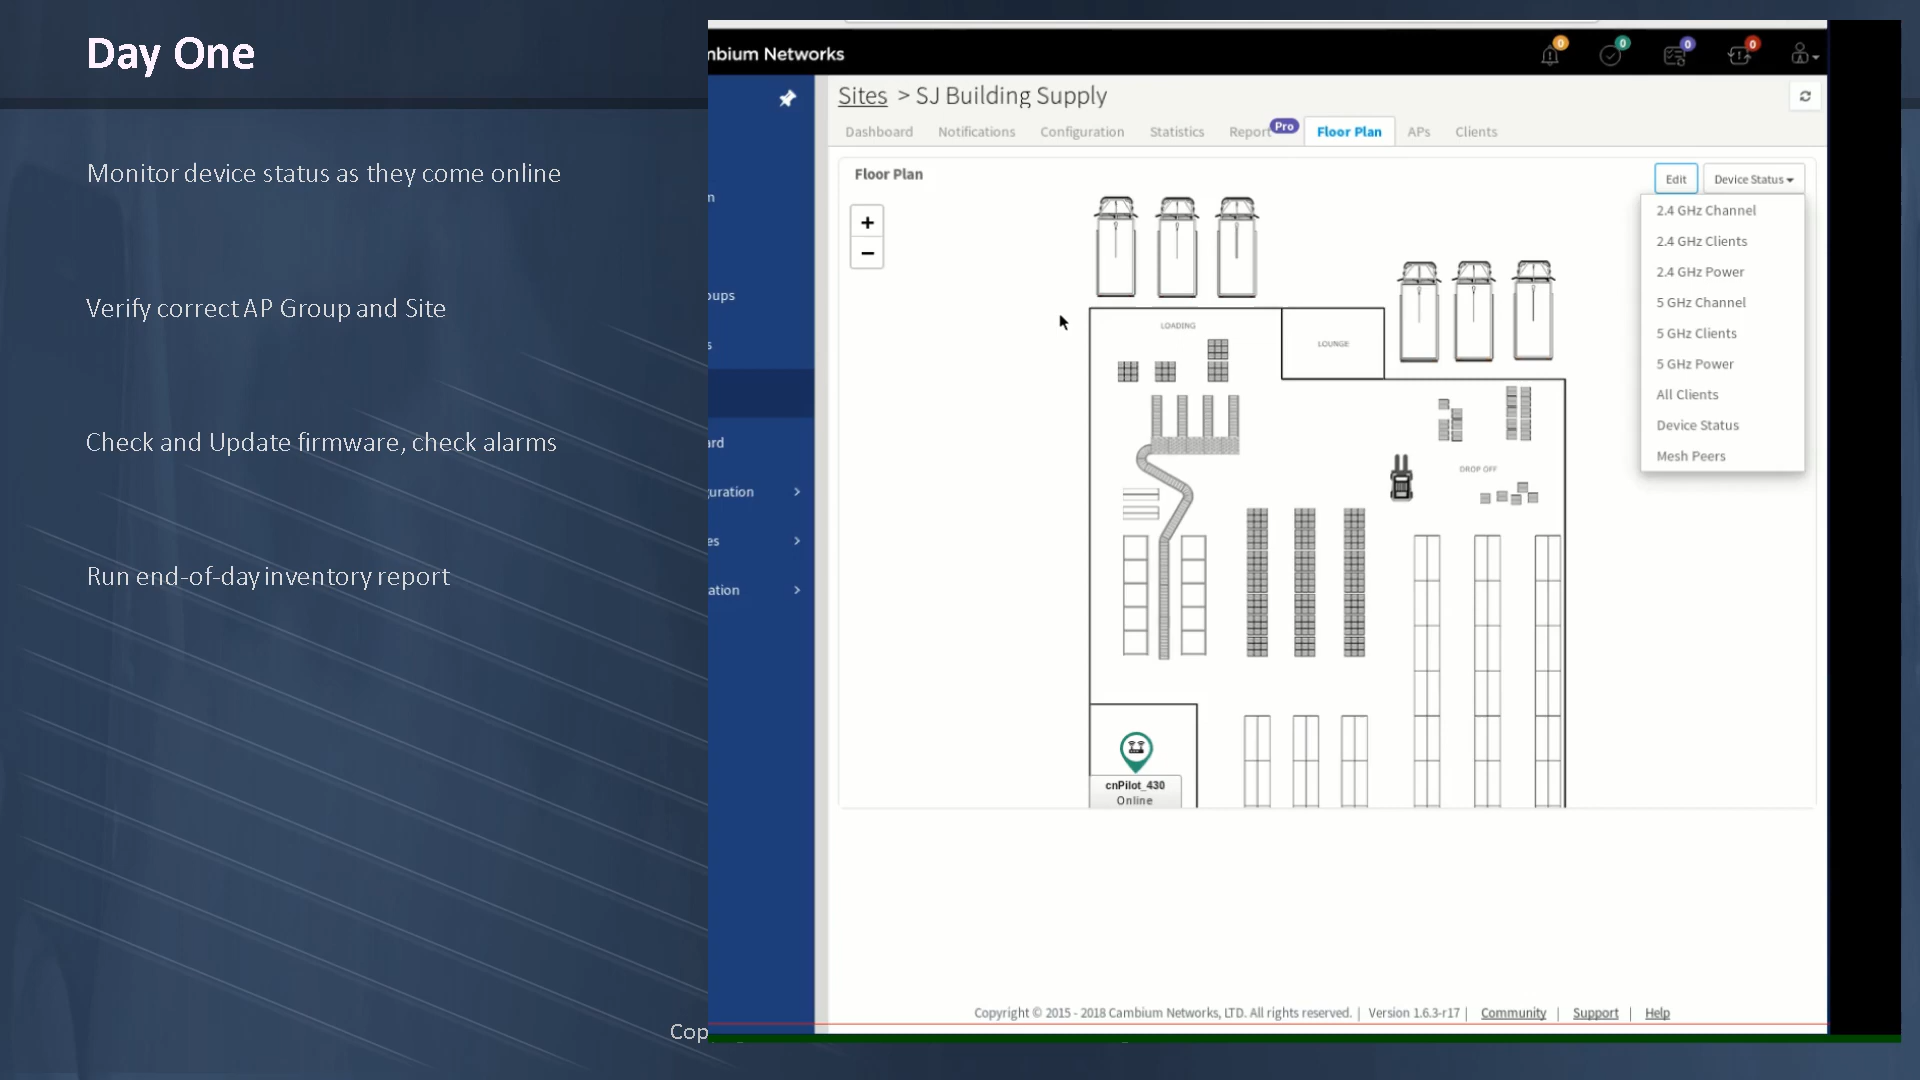 Day One
Monitor device status as they come online
Verify correct AP Group and Site
Check and Update firmware, check alarms
Run end-of-day inventory report
mbium Networks
0
0
0
0
Sites > SJ Building Supply
Dashboard
Notifications
Configuration
Statistics
Report
Pro
Floor Plan
APs
Clients
Floor Plan
Edit
Device Status
+
−
2.4 GHz Channel
2.4 GHz Clients
2.4 GHz Power
5 GHz Channel
5 GHz Clients
5 GHz Power
All Clients
Device Status
Mesh Peers
n
oups
s
ard
uration
es
ation
LOADING
LOUNGE
DROP OFF
cnPilot_430
Online
Copyright © 2015 - 2018 Cambium Networks, LTD. All rights reserved. | Version 1.6.3-r17 | Community | Support | Help
Cop